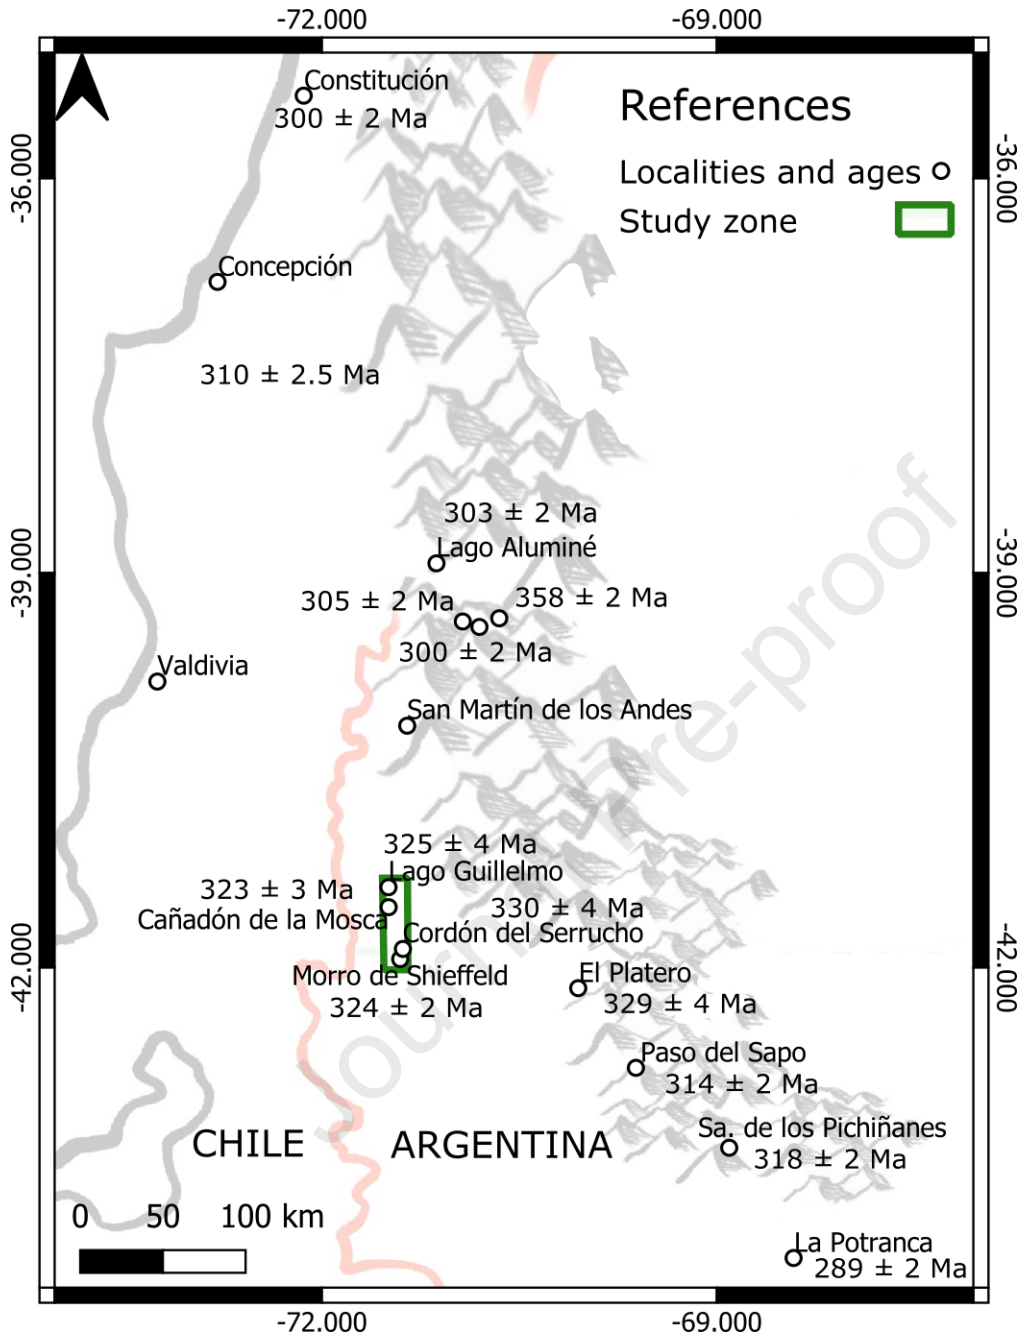 -72.000
-69.000
Constitución
300 ± 2 Ma
References
Localities and ages
Study zone
-36.000
-36.000
Concepción
310 ± 2.5 Ma
303 ± 2 Ma
Lago Aluminé
-39.000
-39.000
305 ± 2 Ma
358 ± 2 Ma
300 ± 2 Ma
Valdivia
San Martín de los Andes
325 ± 4 Ma
Lago Guillelmo
323 ± 3 Ma
330 ± 4 Ma
Cañadón de la Mosca
Cordón del Serrucho
-42.000
-42.000
Morro de Shieffeld
324 ± 2 Ma
El Platero
329 ± 4 Ma
Paso del Sapo
314 ± 2 Ma
Sa. de los Pichiñanes
318 ± 2 Ma
CHILE
ARGENTINA
0 50 100 km
La Potranca
289 ± 2 Ma
-72.000
-69.000
Journal Pre-proof